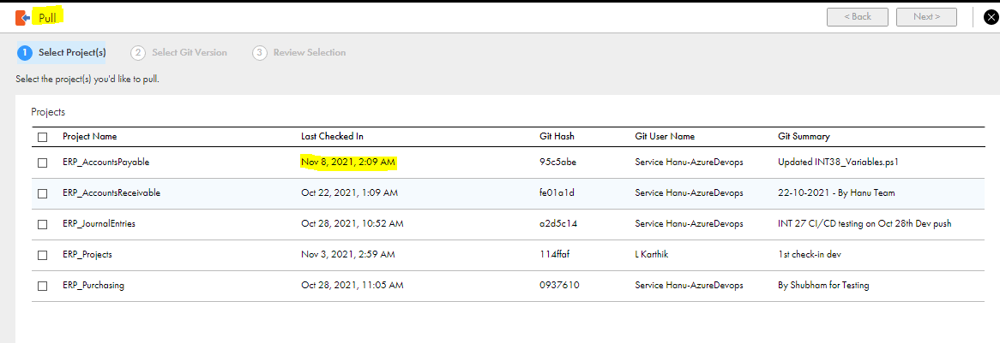 Pull
< Back Next >
1 Select Project(s) 2 Select Git Version 3 Review Selection
Select the project(s) you'd like to pull.
Projects
Project Name Last Checked In Git Hash Git User Name Git Summary
ERP_AccountsPayable Nov 8, 2021, 2:09 AM 95c5abe Service Hanu-AzureDevops Updated INT38_Variables.ps1
ERP_AccountsReceivable Oct 22, 2021, 1:09 AM fe01a1d Service Hanu-AzureDevops 22-10-2021 - By Hanu Team
ERP_JournalEntries Oct 28, 2021, 10:52 AM a2d5c14 Service Hanu-AzureDevops INT 27 CI/CD testing on Oct 28th Dev push
ERP_Projects Nov 3, 2021, 2:59 AM 114ffaf L Karthik 1st check-in dev
ERP_Purchasing Oct 28, 2021, 11:05 AM 0937610 Service Hanu-AzureDevops By Shubham for Testing